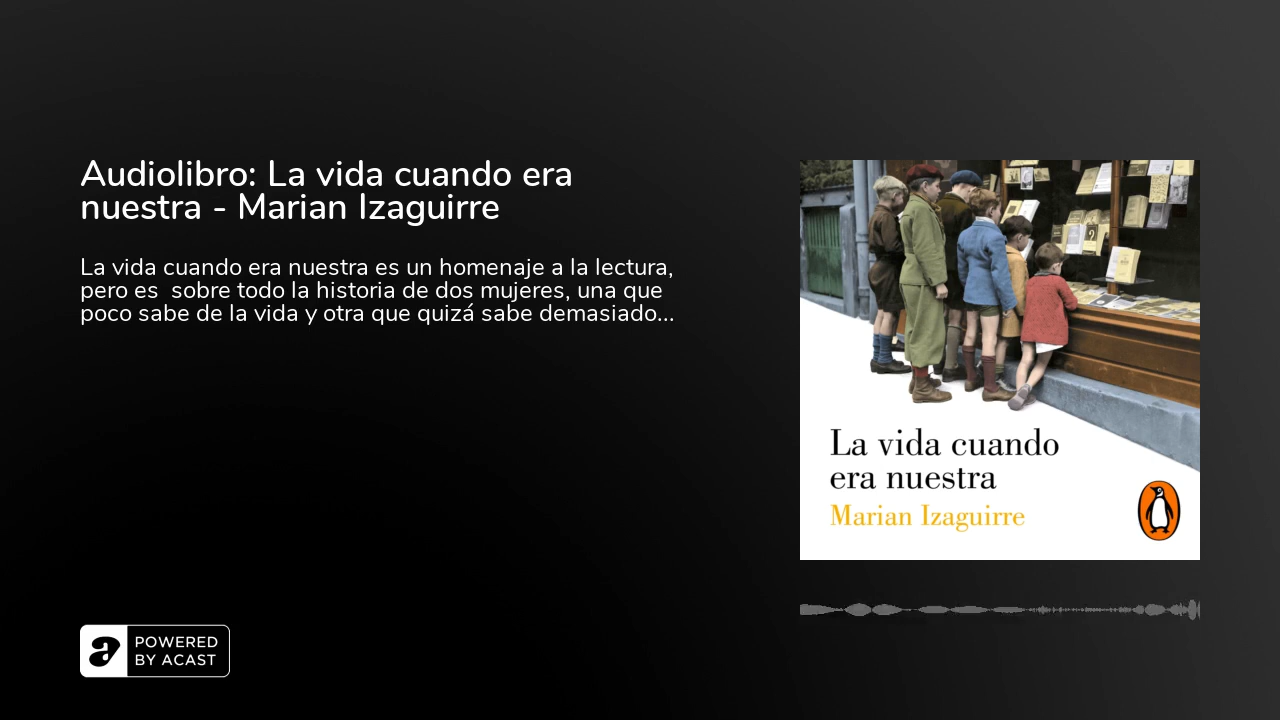 Audiolibro: La vida cuando era
nuestra - Marian Izaguirre
La vida cuando era nuestra es un homenaje a la lectura,
pero es  sobre todo la historia de dos mujeres, una que
poco sabe de la vida y otra que quizá sabe demasiado...
La vida cuando
era nuestra
Marian Izaguirre
a POWERED
BY ACAST